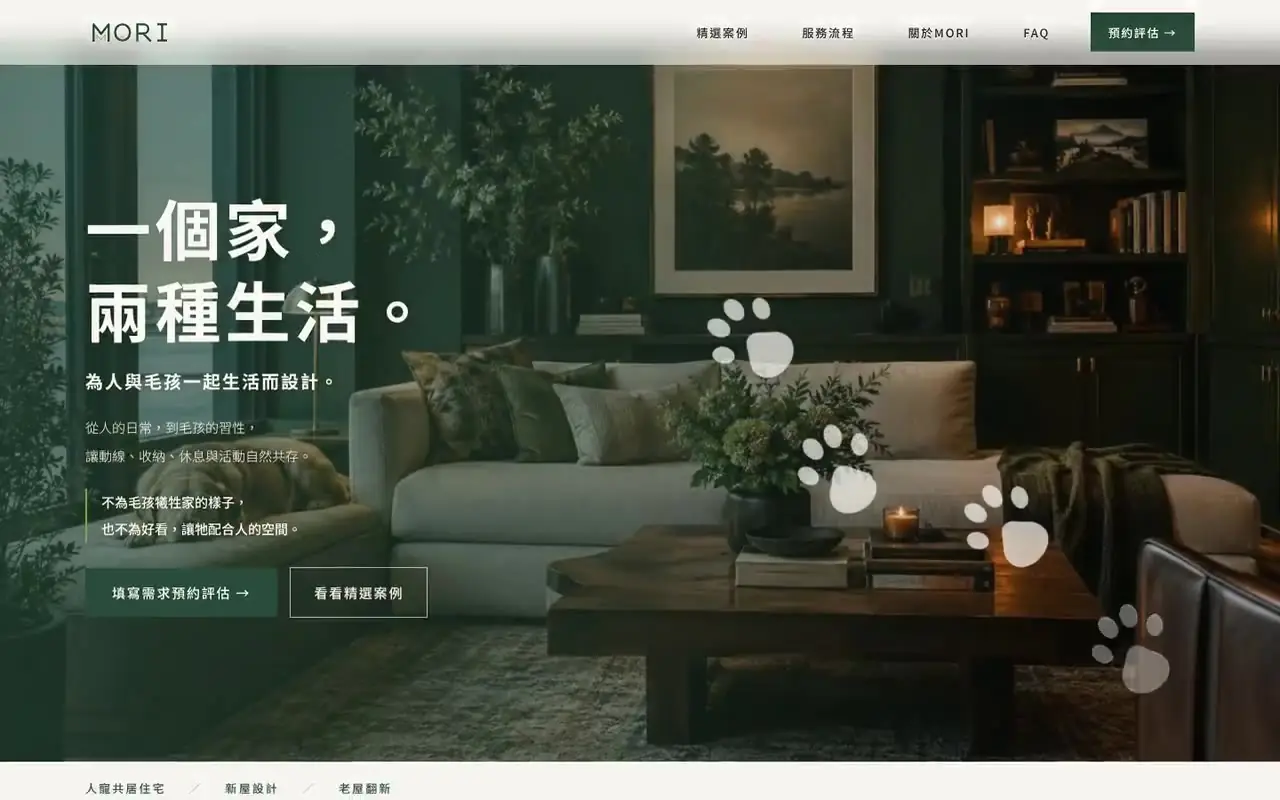 MORI
精選案例
服務流程
關於MORI
FAQ
預約評估 →
一個家，
兩種生活。
為人與毛孩一起生活而設計。
從人的日常，到毛孩的習性，
讓動線、收納、休息與活動自然共存。
不為毛孩犧牲家的樣子，
也不為好看，讓牠配合人的空間。
填寫需求預約評估 →
看看精選案例
人寵共居住宅 ／ 新屋設計 ／ 老屋翻新